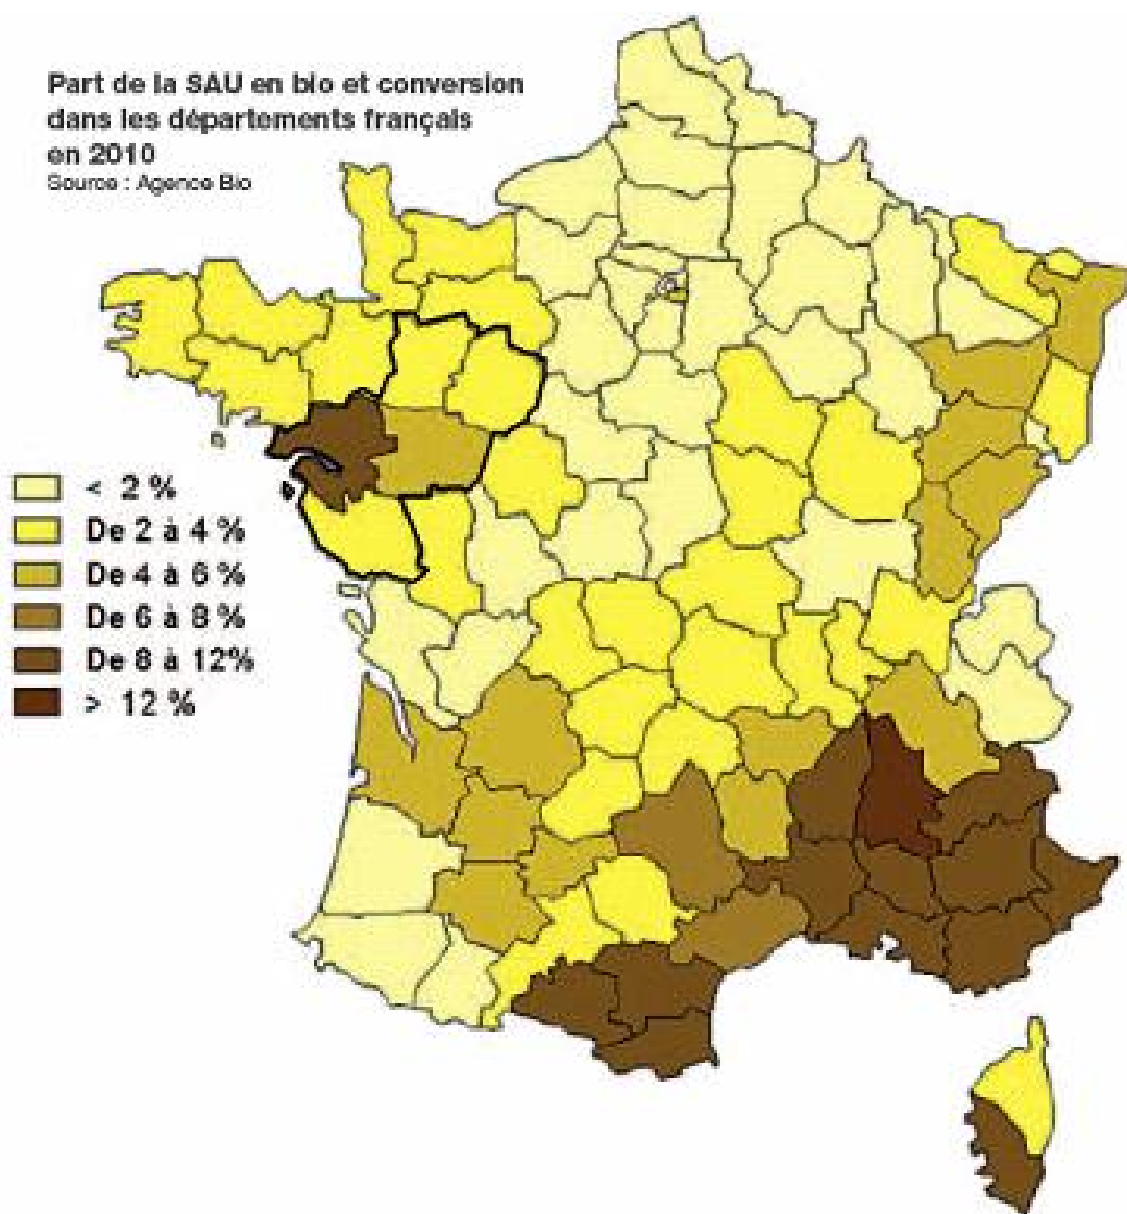 Part de la SAU en bio et conversion
dans les départements français
en 2010
Source : Agence Bio
< 2 %
De 2 à 4 %
De 4 à 6 %
De 6 à 8 %
De 8 à 12%
> 12 %